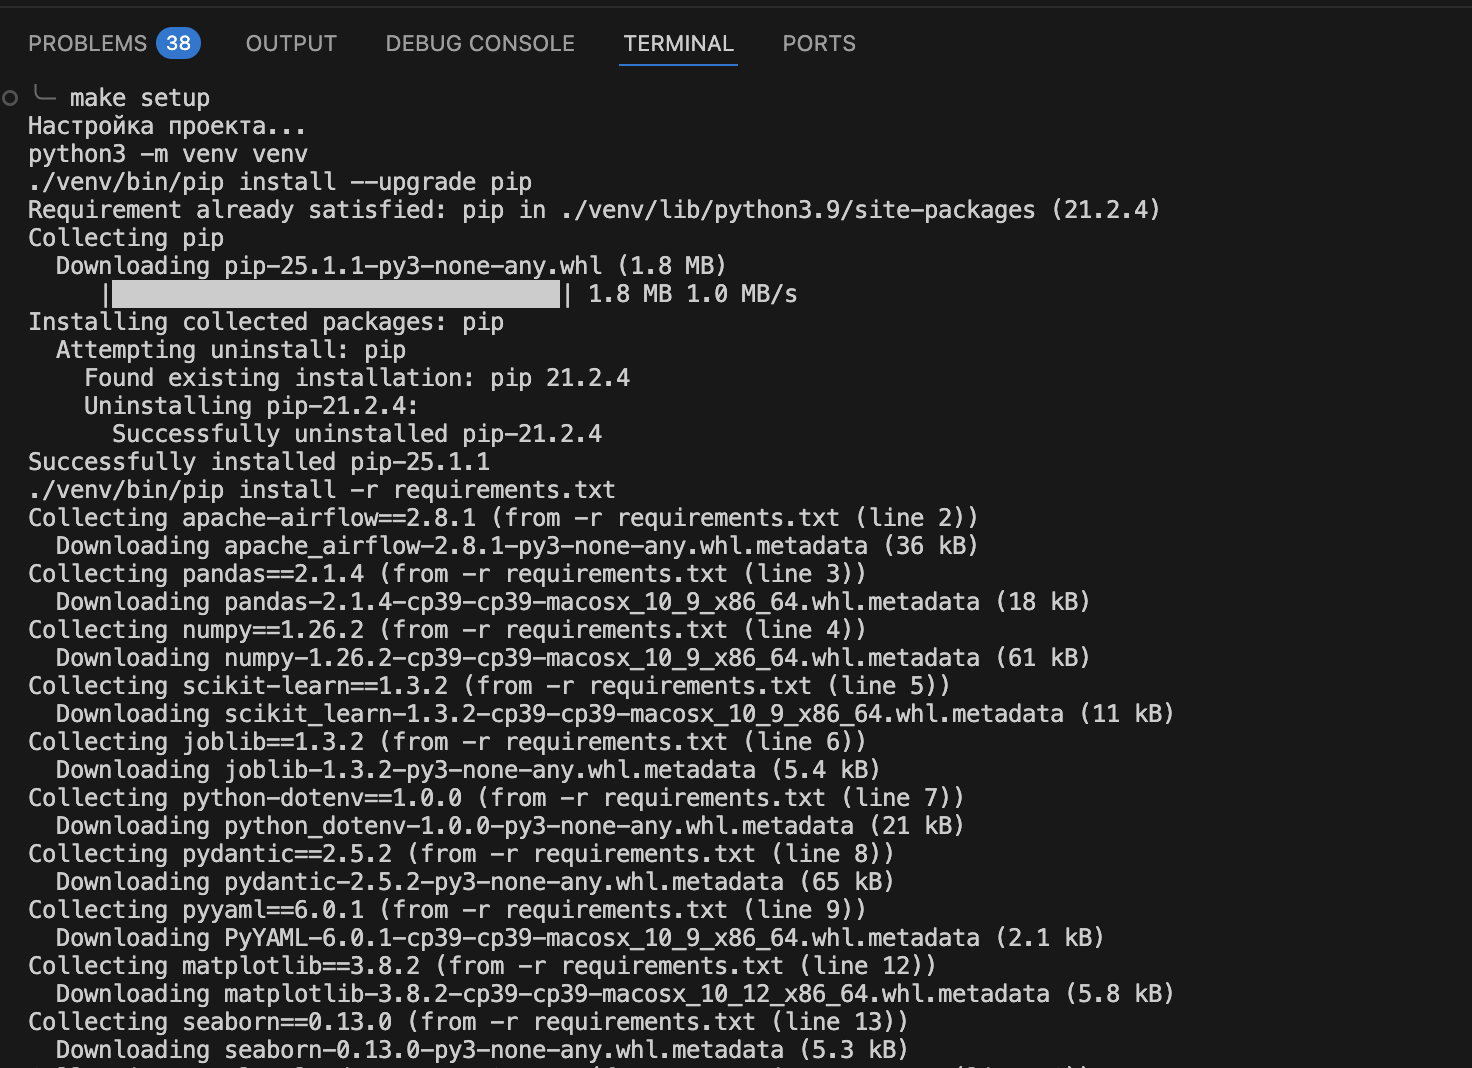 PROBLEMS 38 OUTPUT DEBUG CONSOLE TERMINAL PORTS
make setup
Настройка проекта...
python3 -m venv venv
./venv/bin/pip install --upgrade pip
Requirement already satisfied: pip in ./venv/lib/python3.9/site-packages (21.2.4)
Collecting pip
  Downloading pip-25.1.1-py3-none-any.whl (1.8 MB)
     |████████████████████████████████| 1.8 MB 1.0 MB/s
Installing collected packages: pip
  Attempting uninstall: pip
    Found existing installation: pip 21.2.4
    Uninstalling pip-21.2.4:
      Successfully uninstalled pip-21.2.4
Successfully installed pip-25.1.1
./venv/bin/pip install -r requirements.txt
Collecting apache-airflow==2.8.1 (from -r requirements.txt (line 2))
  Downloading apache_airflow-2.8.1-py3-none-any.whl.metadata (36 kB)
Collecting pandas==2.1.4 (from -r requirements.txt (line 3))
  Downloading pandas-2.1.4-cp39-cp39-macosx_10_9_x86_64.whl.metadata (18 kB)
Collecting numpy==1.26.2 (from -r requirements.txt (line 4))
  Downloading numpy-1.26.2-cp39-cp39-macosx_10_9_x86_64.whl.metadata (61 kB)
Collecting scikit-learn==1.3.2 (from -r requirements.txt (line 5))
  Downloading scikit_learn-1.3.2-cp39-cp39-macosx_10_9_x86_64.whl.metadata (11 kB)
Collecting joblib==1.3.2 (from -r requirements.txt (line 6))
  Downloading joblib-1.3.2-py3-none-any.whl.metadata (5.4 kB)
Collecting python-dotenv==1.0.0 (from -r requirements.txt (line 7))
  Downloading python_dotenv-1.0.0-py3-none-any.whl.metadata (21 kB)
Collecting pydantic==2.5.2 (from -r requirements.txt (line 8))
  Downloading pydantic-2.5.2-py3-none-any.whl.metadata (65 kB)
Collecting pyyaml==6.0.1 (from -r requirements.txt (line 9))
  Downloading PyYAML-6.0.1-cp39-cp39-macosx_10_9_x86_64.whl.metadata (2.1 kB)
Collecting matplotlib==3.8.2 (from -r requirements.txt (line 12))
  Downloading matplotlib-3.8.2-cp39-cp39-macosx_10_12_x86_64.whl.metadata (5.8 kB)
Collecting seaborn==0.13.0 (from -r requirements.txt (line 13))
  Downloading seaborn-0.13.0-py3-none-any.whl.metadata (5.3 kB)